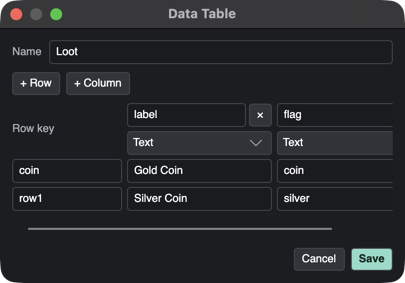 Data Table
Name Loot
+ Row + Column
label × flag
Row key
Text Text
coin Gold Coin coin
row1 Silver Coin silver
Cancel Save